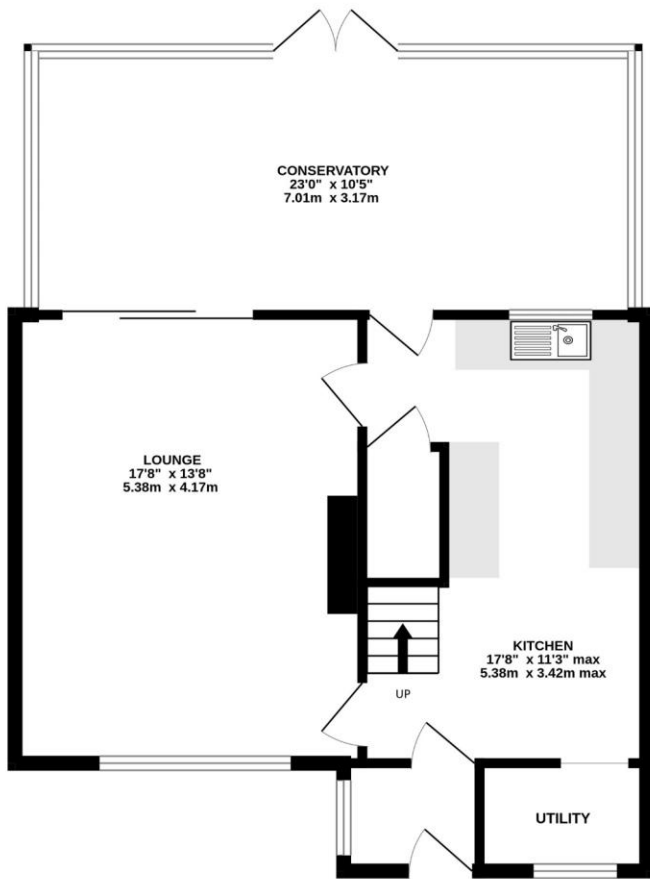 CONSERVATORY
23'0" x 10'5"
7.01m x 3.17m
LOUNGE
17'8" x 13'8"
5.38m x 4.17m
KITCHEN
17'8" x 11'3" max
5.38m x 3.42m max
UP
UTILITY